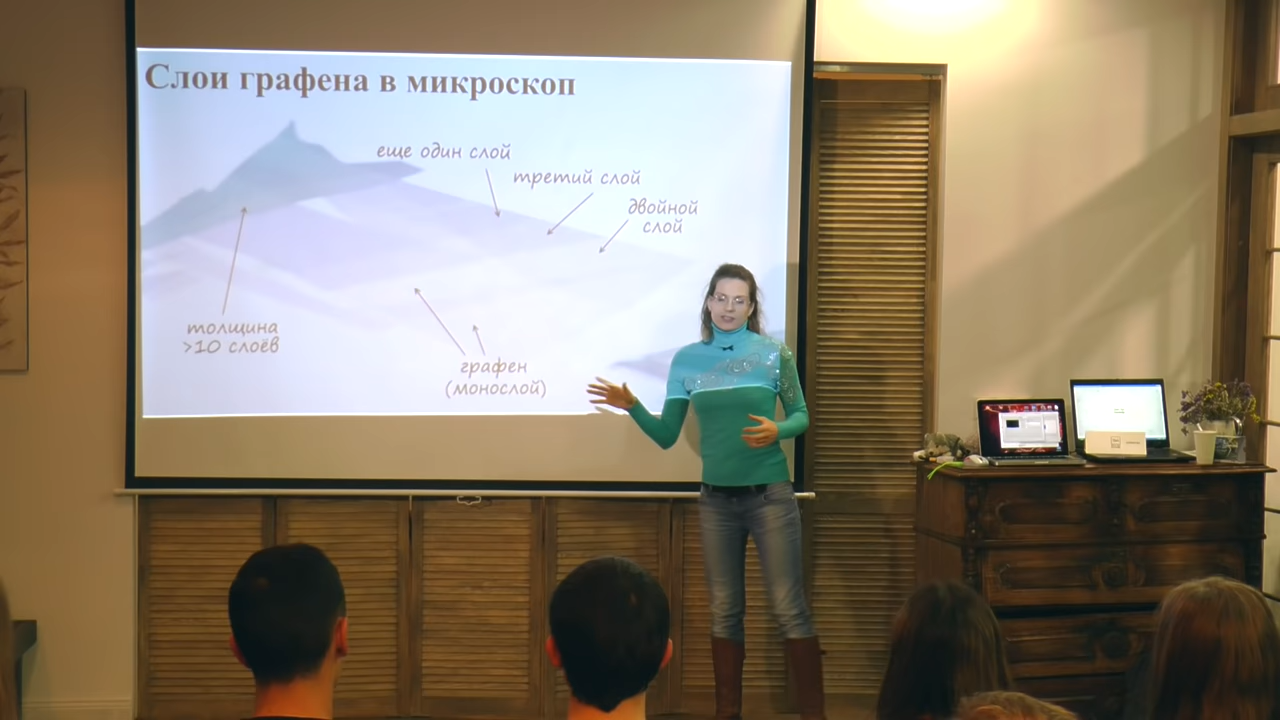 Слои графена в микроскоп
еще один слой
третий слой
двойной
слой
толщина
>10 слоёв
графен
(монослой)